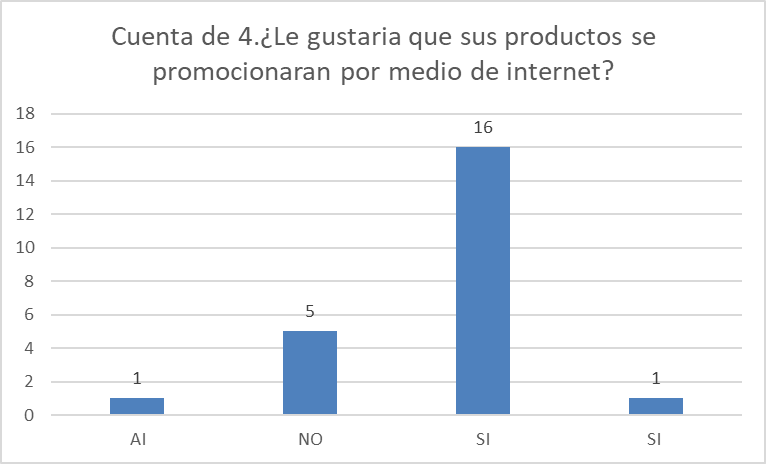 Cuenta de 4.¿Le gustaria que sus productos se
promocionaran por medio de internet?
18
16
14
12
10
8
6
4
2
0
1
5
16
1
AI
NO
SI
SI